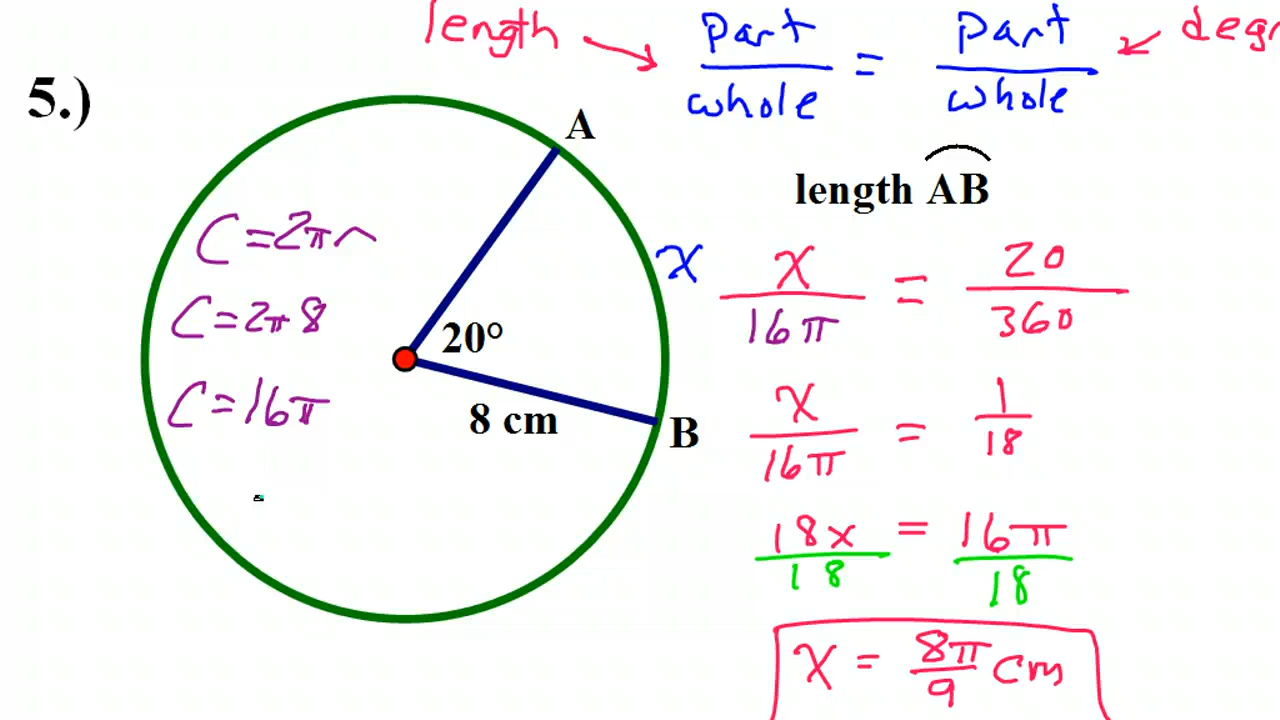 length → part/whole = part/whole ←
5.)
A
length AB
C = 2πr
x
x/16π = 20/360
C = 2π8
20°
C = 16π
8 cm
B
x/16π = 1/18
18x/18 = 16π/18
x = 8π/9 cm